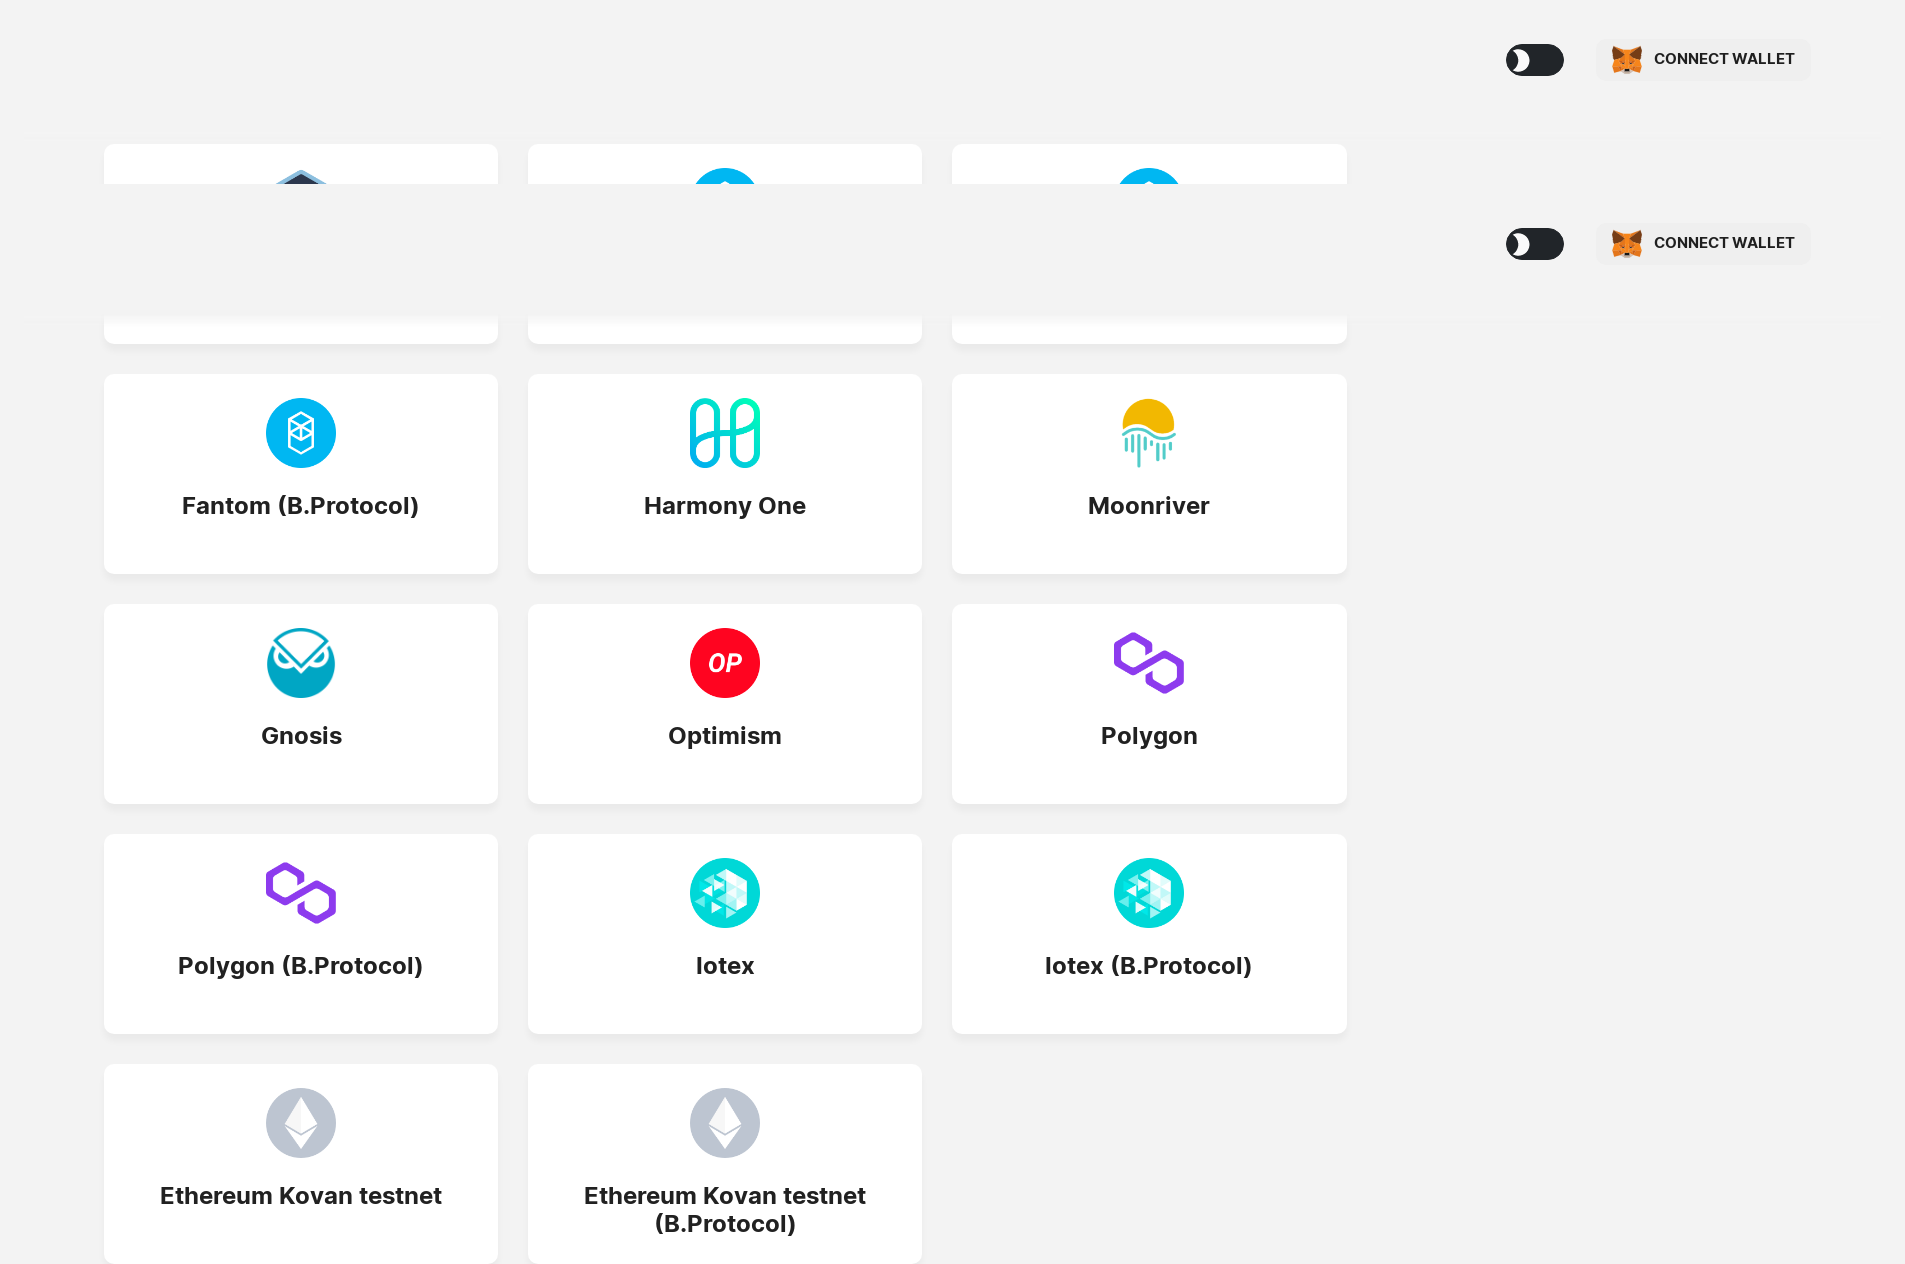 CONNECT WALLET
CONNECT WALLET
Fantom (B.Protocol)
Harmony One
Moonriver
OP
Gnosis
Optimism
Polygon
Polygon (B.Protocol)
Iotex
Iotex (B.Protocol)
Ethereum Kovan testnet
Ethereum Kovan testnet
(B.Protocol)